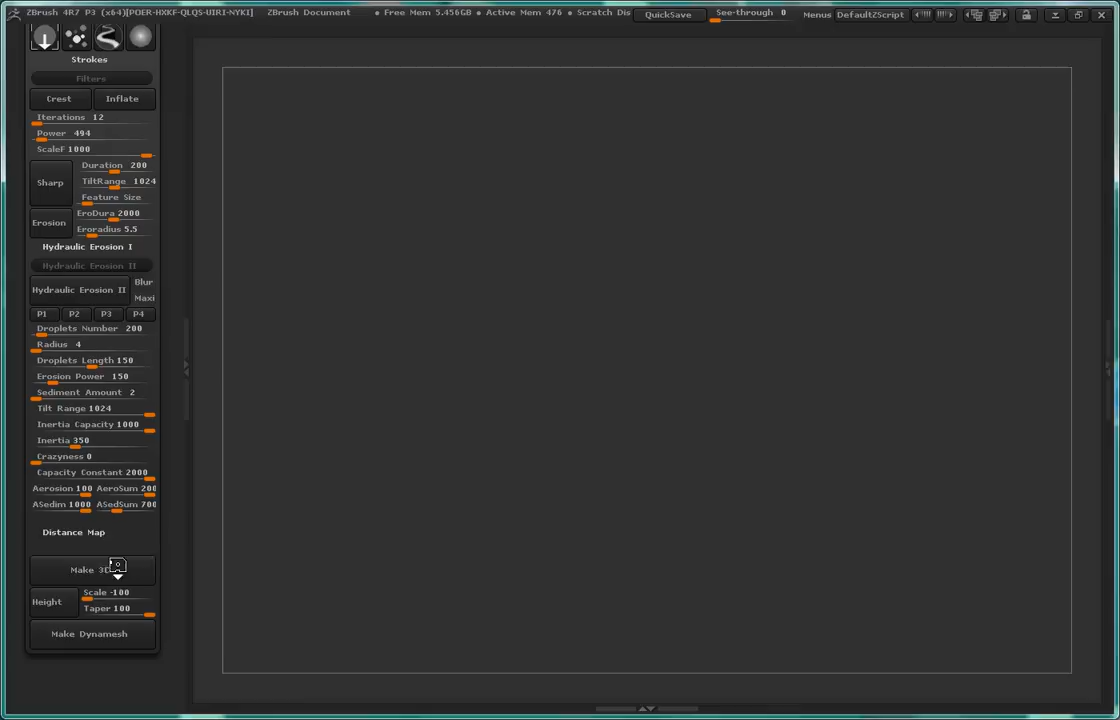 ZBrush 4R7 P3 (x64)[POER-HXKF-QLQS-UIRI-NYKI] ZBrush Document • Free Mem 5.456GB • Active Mem 476 • Scratch Dis QuickSave See-through 0 Menus DefaultZScript
Strokes
Filters
Crest Inflate
Iterations 12
Power 494
ScaleF 1000
Sharp
Duration 200
TiltRange 1024
Feature Size
Erosion
EroDura 2000
Eroradius 5.5
Hydraulic Erosion I
Hydraulic Erosion II
Hydraulic Erosion II
Blur
Maxi
P1 P2 P3 P4
Droplets Number 200
Radius 4
Droplets Length 150
Erosion Power 150
Sediment Amount 2
Tilt Range 1024
Inertia Capacity 1000
Inertia 350
Crazyness 0
Capacity Constant 2000
Aerosion 100 AeroSum 200
ASedim 1000 ASedSum 700
Distance Map
Make
Height
Scale -100
Taper 100
Make Dynamesh